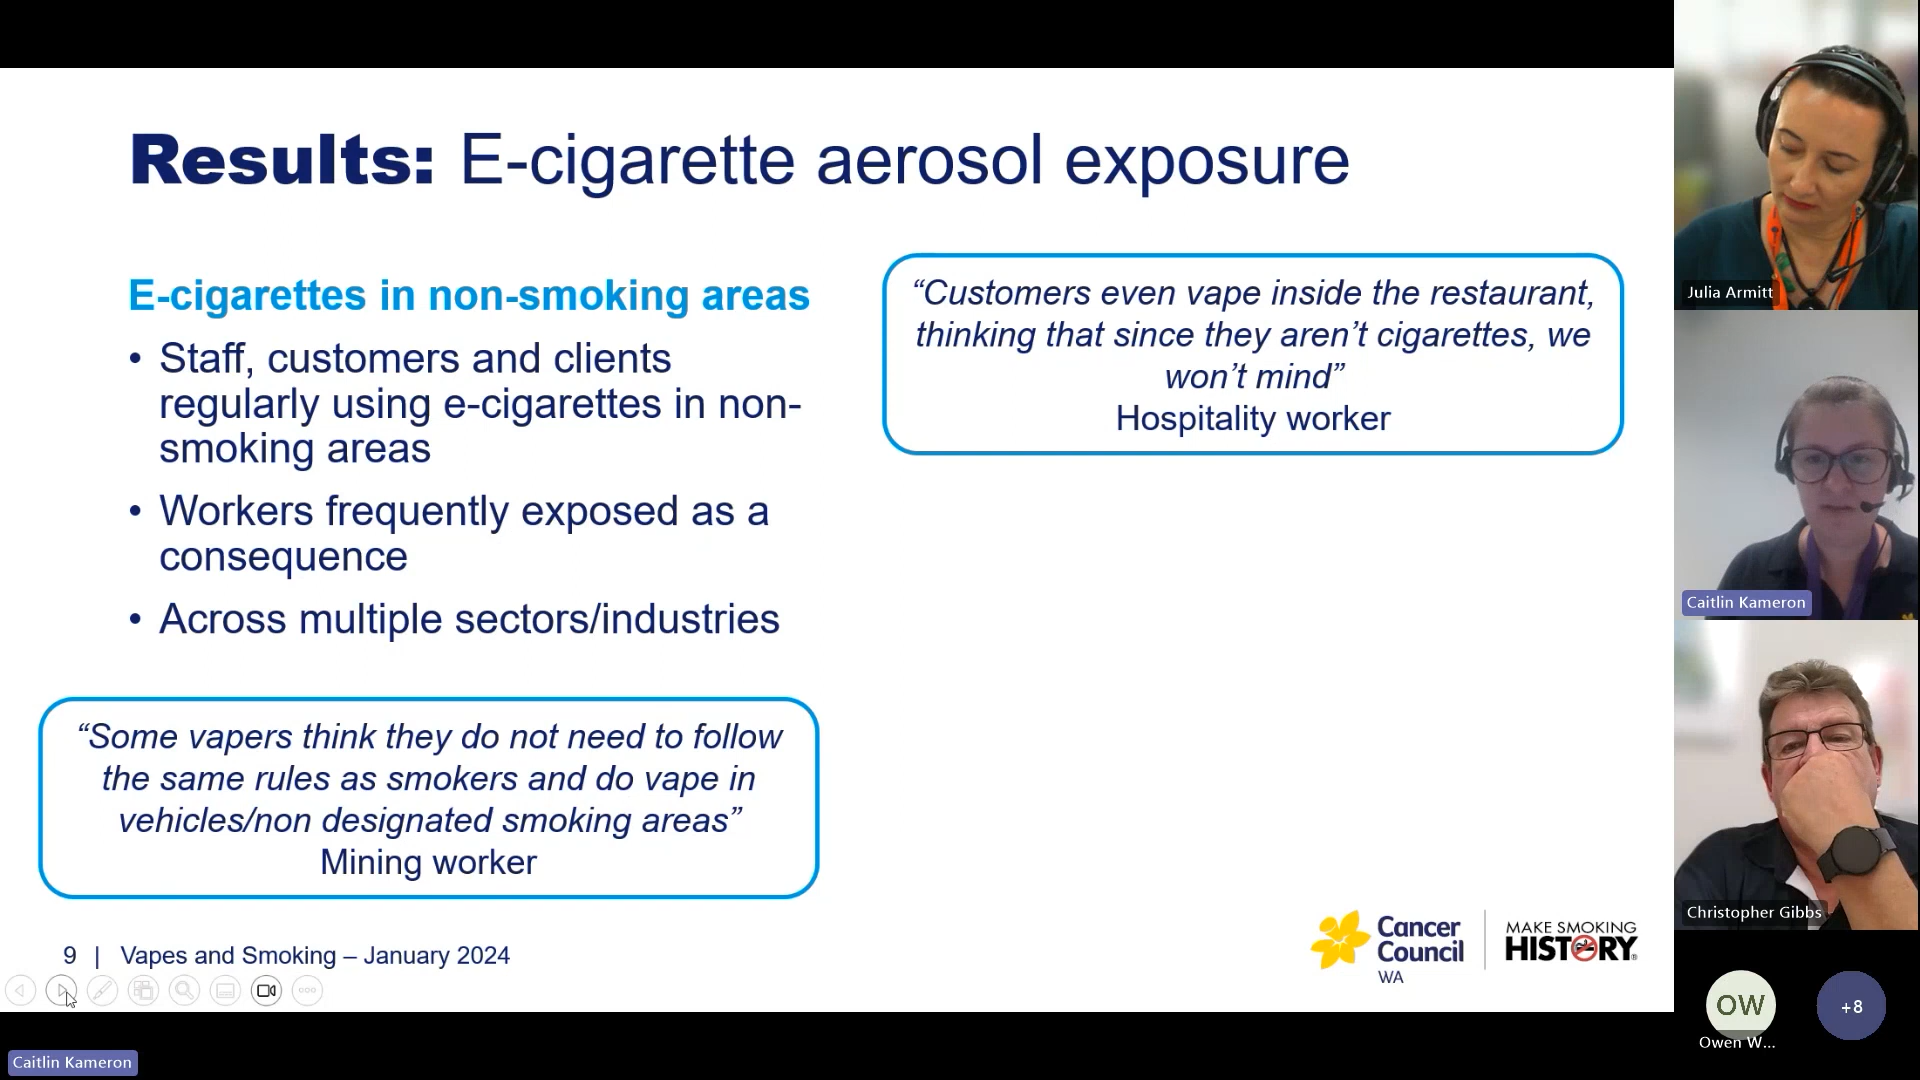 Results: E-cigarette aerosol exposure
E-cigarettes in non-smoking areas
• Staff, customers and clients
regularly using e-cigarettes in non-
smoking areas
• Workers frequently exposed as a
consequence
• Across multiple sectors/industries
“Some vapers think they do not need to follow
the same rules as smokers and do vape in
vehicles/non designated smoking areas”
Mining worker
“Customers even vape inside the restaurant,
thinking that since they aren’t cigarettes, we
won’t mind”
Hospitality worker
9 | Vapes and Smoking – January 2024
Cancer
Council
WA
MAKE SMOKING
HISTORY®
Caitlin Kameron
Julia Armitt
Caitlin Kameron
Christopher Gibbs
OW
Owen W...
+8